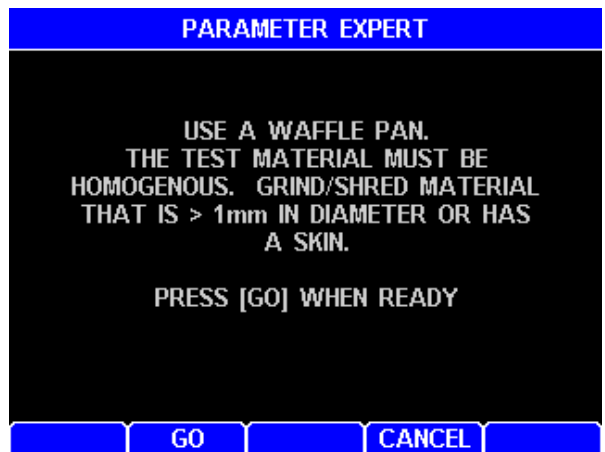 PARAMETER EXPERT
USE A WAFFLE PAN.
THE TEST MATERIAL MUST BE
HOMOGENOUS. GRIND/SHRED MATERIAL
THAT IS > 1mm IN DIAMETER OR HAS
A SKIN.
PRESS [GO] WHEN READY
GO CANCEL